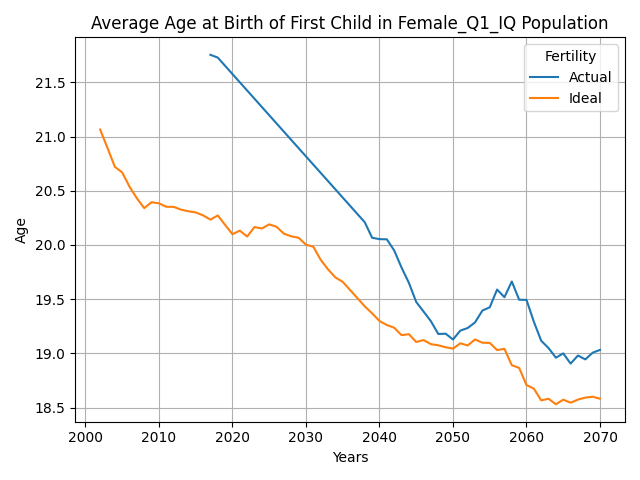 Average Age at Birth of First Child in Female_Q1_IQ Population
Fertility
Actual
Ideal
21.5
21.0
20.5
20.0
19.5
19.0
18.5
Age
2000 2010 2020 2030 2040 2050 2060 2070
Years